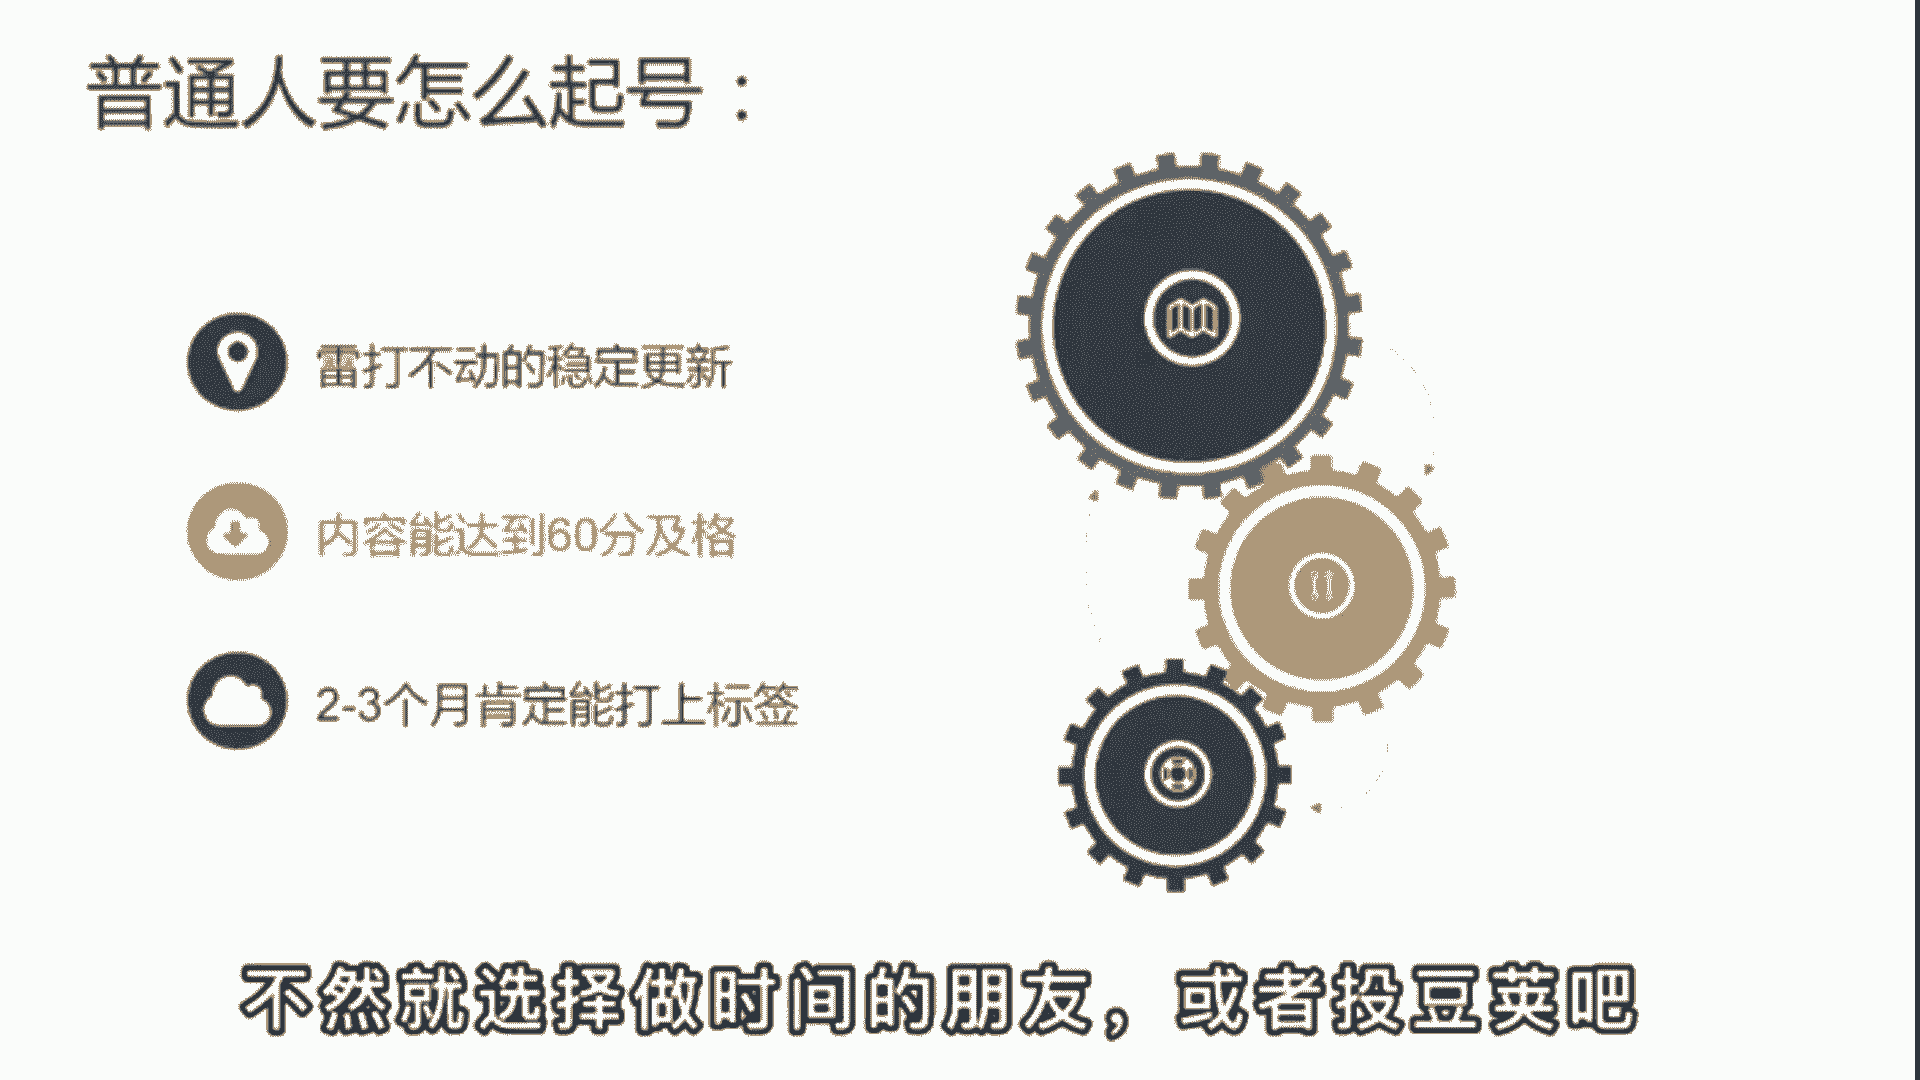 普通人要怎么起号：
雷打不动的稳定更新
内容能达到60分及格
2-3个月肯定能打上标签
不然就选择做时间的朋友，或者投豆荚吧